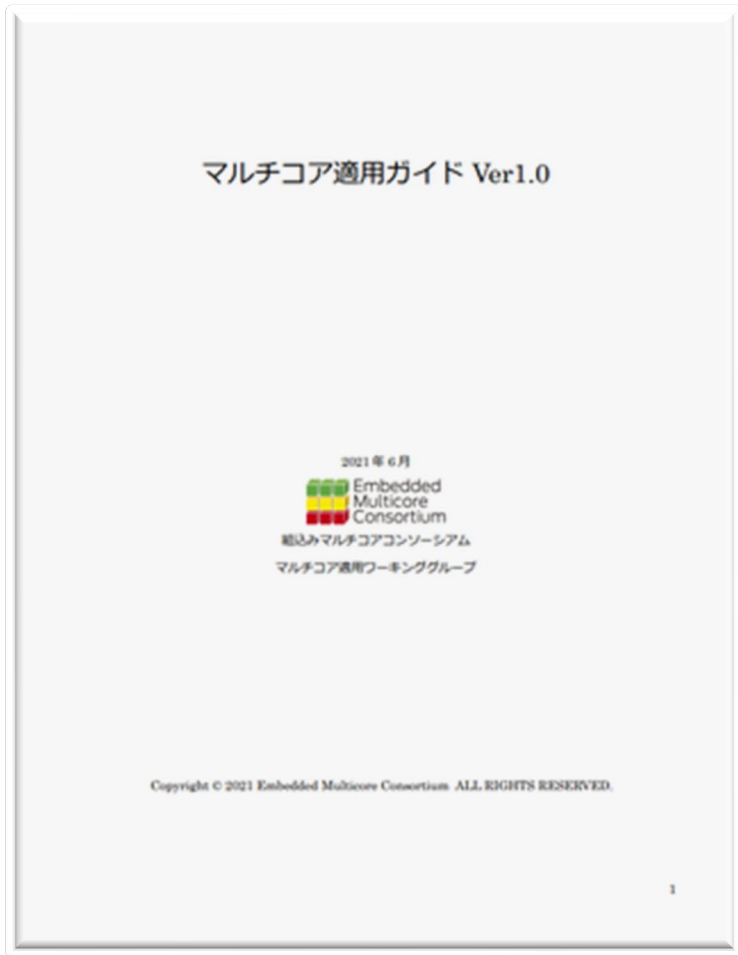 マルチコア適用ガイド Ver1.0
2021年6月
Embedded
Multicore
Consortium
組込みマルチコアコンソーシアム
マルチコア適用ワーキンググループ
Copyright © 2021 Embedded Multicore Consortium ALL RIGHTS RESERVED.
1